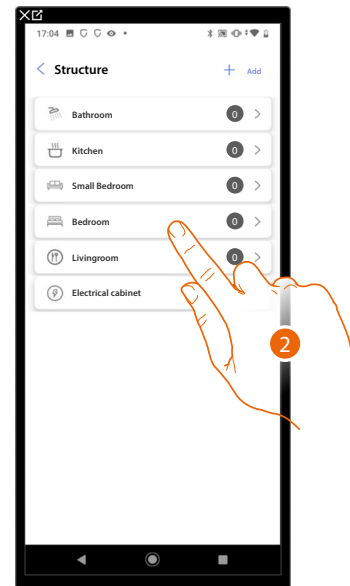 17:04
Structure
+ Add
Bathroom 0
Kitchen 0
Small Bedroom 0
Bedroom 0
Livingroom 0
Electrical cabinet
2